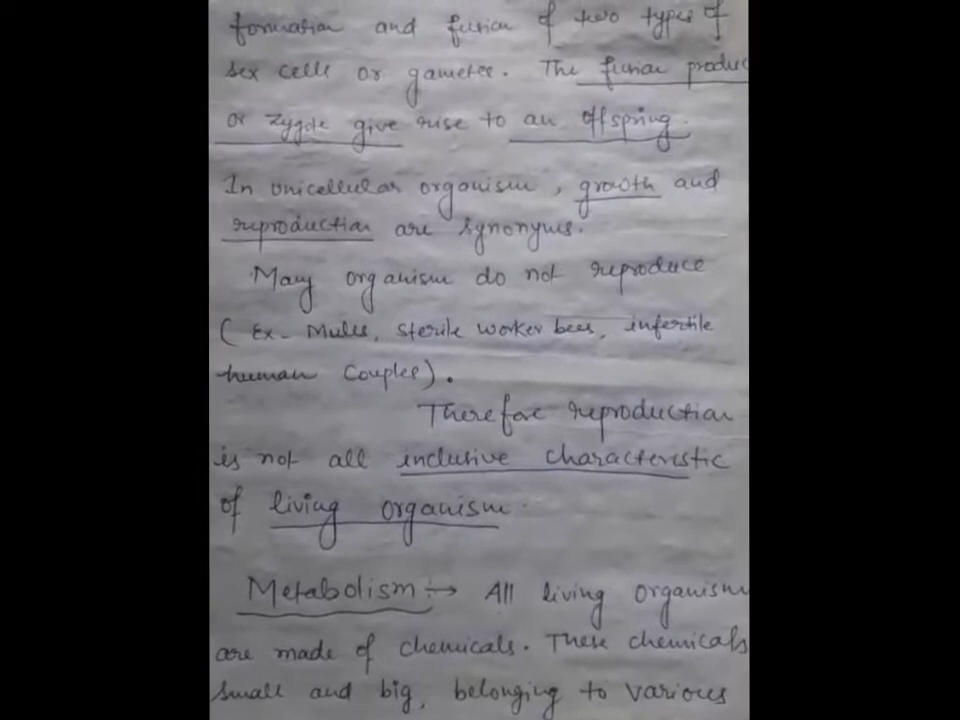 formation and fusion of two types of
sex cells or gametes. The fusion produc
or zygote give rise to an offspring.
In unicellular organism, growth and
reproduction are synonyms.
Many organism do not reproduce
(Ex- Mules, sterile worker bees, infertile
human couples).
Therefore reproduction
is not all inclusive characteristic
of living organism.
Metabolism :→ All living organism
are made of chemicals. These chemicals
small and big, belonging to various